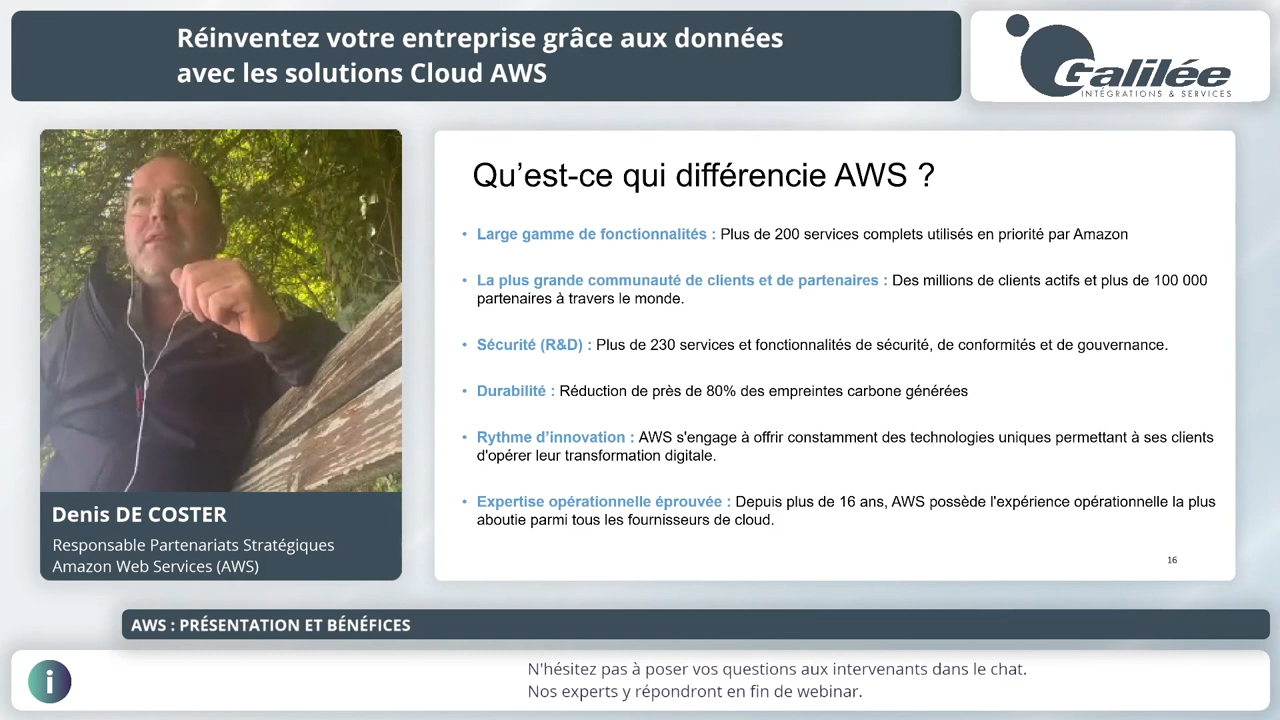 Réinventez votre entreprise grâce aux données
avec les solutions Cloud AWS
Galilée
INTÉGRATIONS & SERVICES
Qu'est-ce qui différencie AWS ?
• Large gamme de fonctionnalités : Plus de 200 services complets utilisés en priorité par Amazon
• La plus grande communauté de clients et de partenaires : Des millions de clients actifs et plus de 100 000
partenaires à travers le monde.
• Sécurité (R&D) : Plus de 230 services et fonctionnalités de sécurité, de conformités et de gouvernance.
• Durabilité : Réduction de près de 80% des empreintes carbone générées
• Rythme d'innovation : AWS s'engage à offrir constamment des technologies uniques permettant à ses clients
d'opérer leur transformation digitale.
• Expertise opérationnelle éprouvée : Depuis plus de 16 ans, AWS possède l'expérience opérationnelle la plus
aboutie parmi tous les fournisseurs de cloud.
16
Denis DE COSTER
Responsable Partenariats Stratégiques
Amazon Web Services (AWS)
AWS : PRÉSENTATION ET BÉNÉFICES
i
N'hésitez pas à poser vos questions aux intervenants dans le chat.
Nos experts y répondront en fin de webinar.